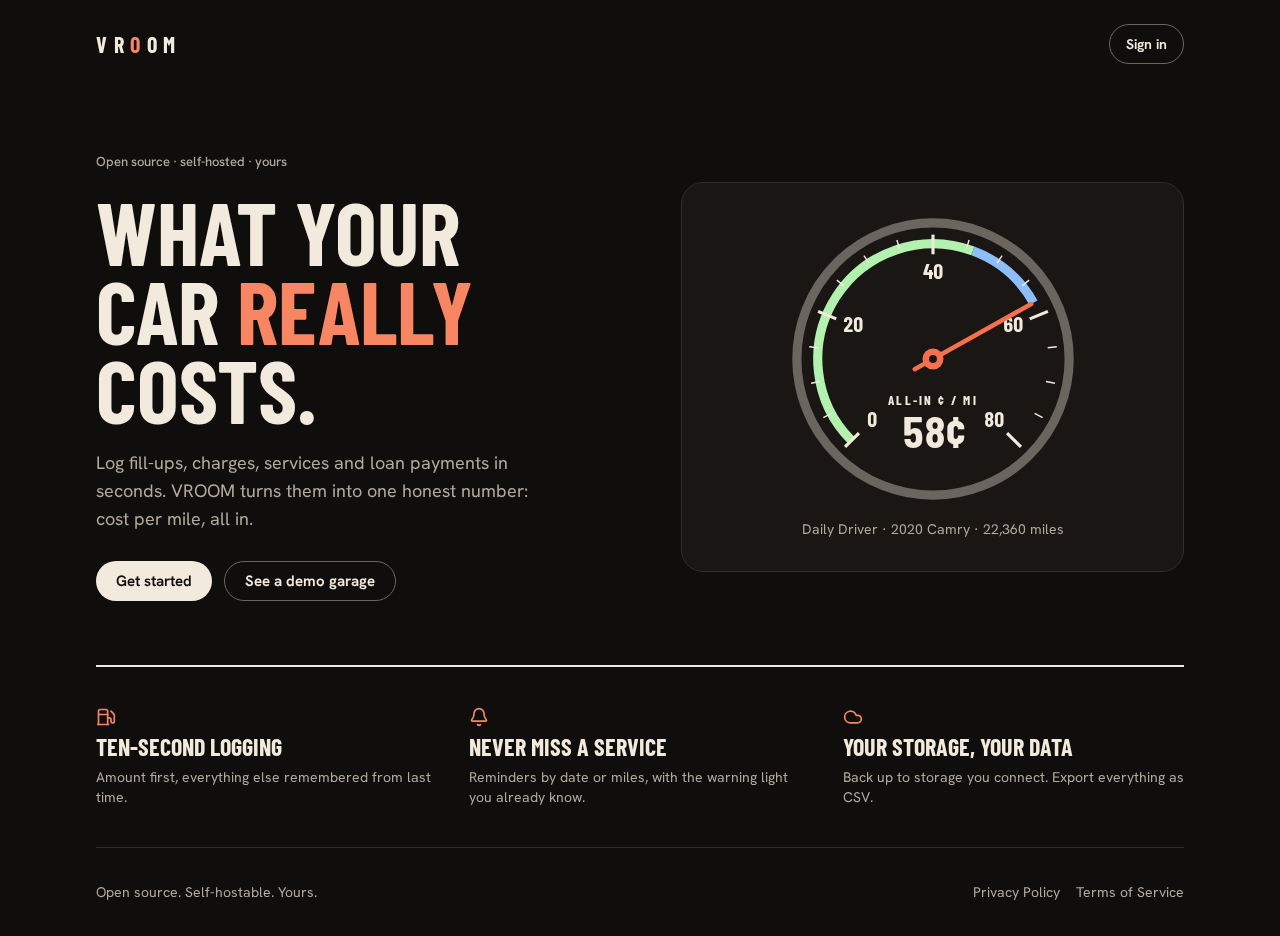 VROOM
Sign in
Open source · self-hosted · yours
WHAT YOUR
CAR REALLY
COSTS.
Log fill-ups, charges, services and loan payments in
seconds. VROOM turns them into one honest number:
cost per mile, all in.
Get started
See a demo garage
40
20
60
ALL-IN ¢ / MI
0
80
58¢
Daily Driver · 2020 Camry · 22,360 miles
TEN-SECOND LOGGING
Amount first, everything else remembered from last
time.
NEVER MISS A SERVICE
Reminders by date or miles, with the warning light
you already know.
YOUR STORAGE, YOUR DATA
Back up to storage you connect. Export everything as
CSV.
Open source. Self-hostable. Yours.
Privacy Policy
Terms of Service